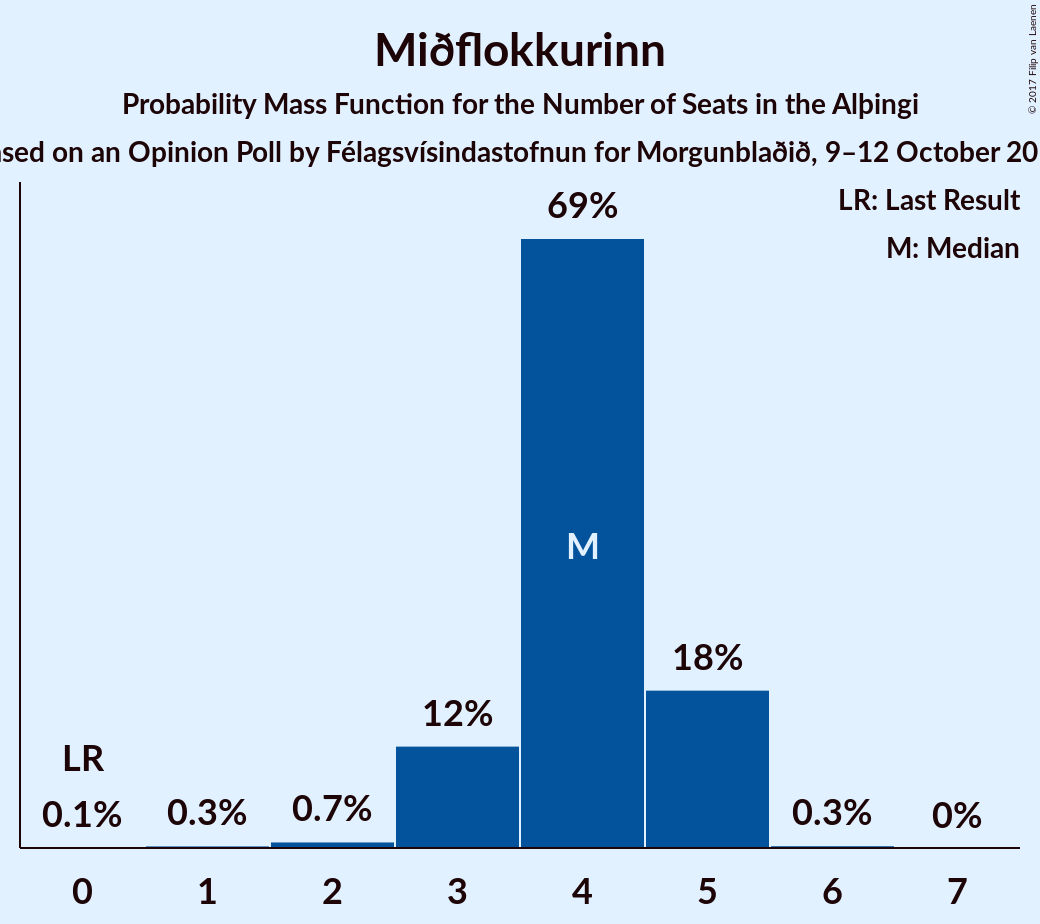 Miðflokkurinn
Probability Mass Function for the Number of Seats in the Alþingi
on an Opinion Poll by Félagsvísindastofnun for Morgunblaðið, 9–12 October
LR: Last Result
M: Median
69%
M
18%
12%
LR
0.1%
0.3%
0.7%
0.3%
0%
0
1
2
3
4
5
6
7
© 2017 Filip van Laenen